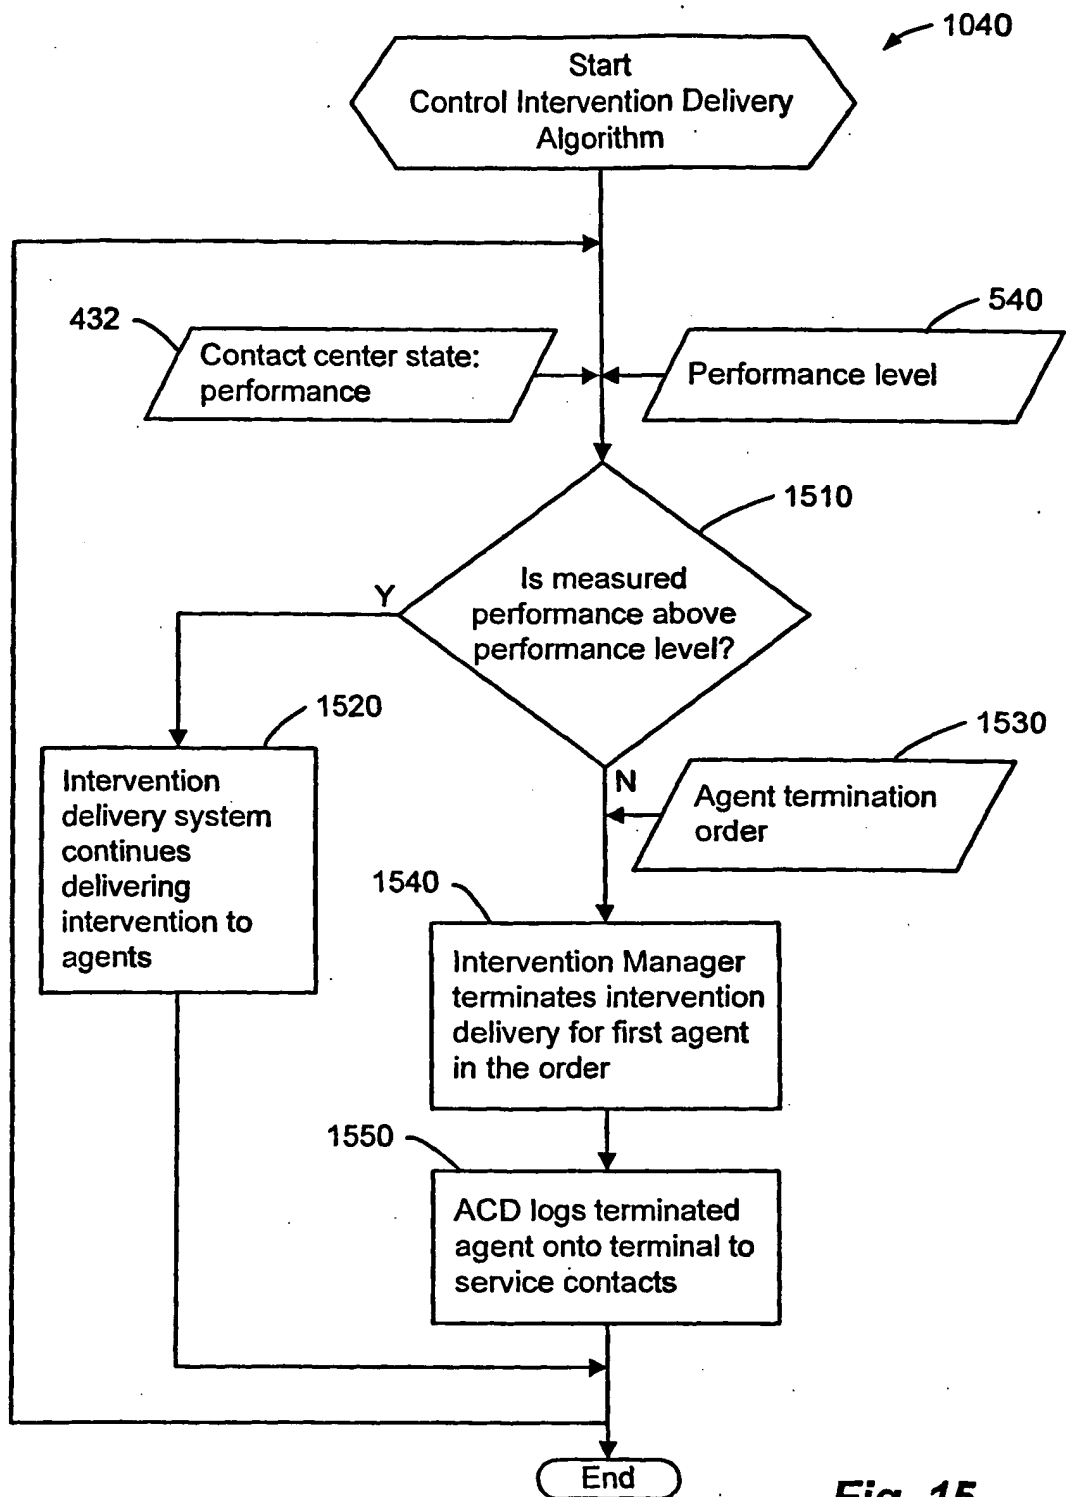 1040
Start
Control Intervention Delivery
Algorithm
432
540
Contact center state:
performance
Performance level
1510
Is measured
performance above
performance level?
Y
1520
N
1530
Intervention
delivery system
continues
delivering
intervention to
agents
Agent termination
order
1540
Intervention Manager
terminates intervention
delivery for first agent
in the order
1550
ACD logs terminated
agent onto terminal to
service contacts
End
Fig. 15